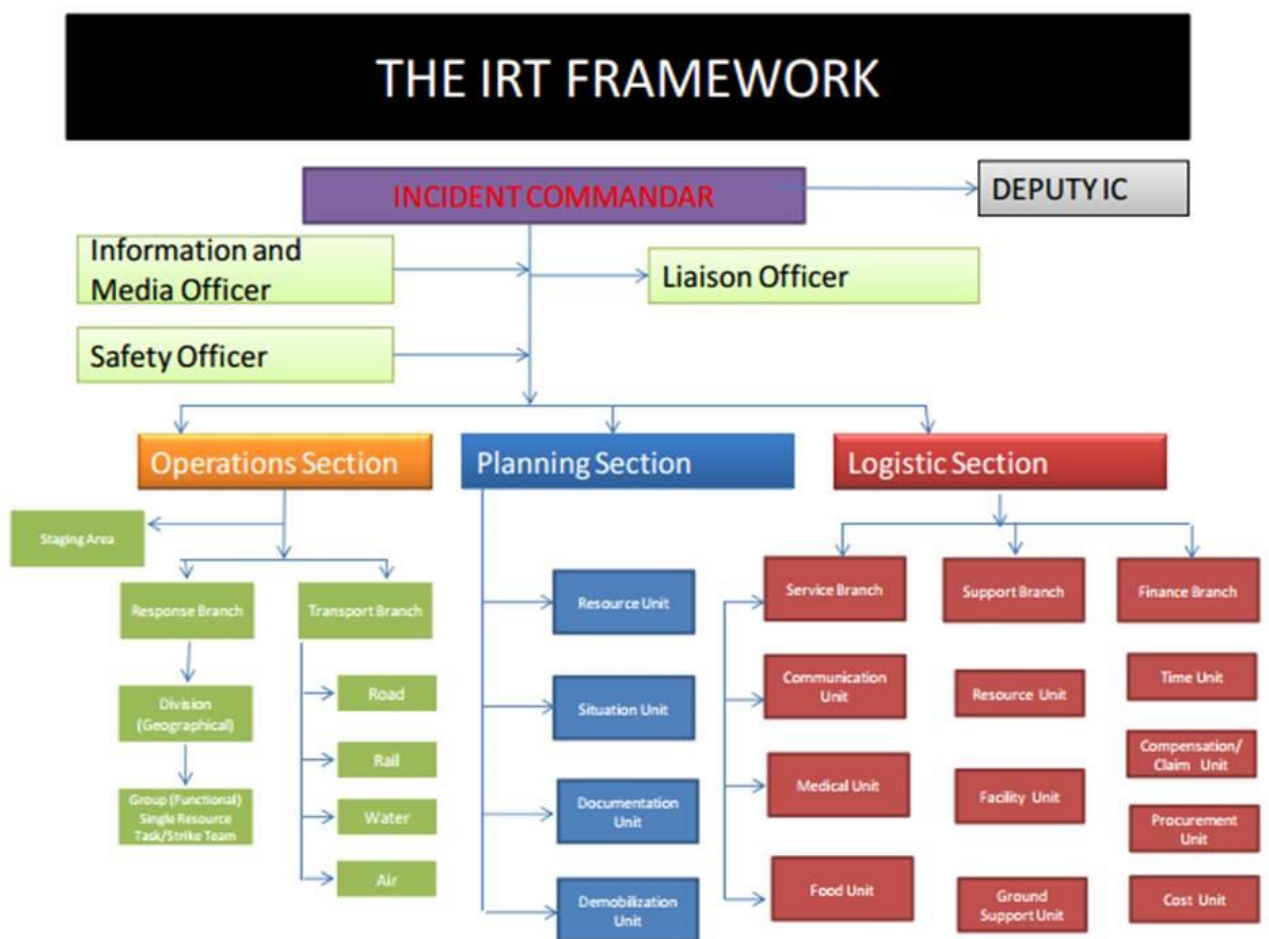 THE IRT FRAMEWORK
INCIDENT COMMANDAR
DEPUTY IC
Information and
Media Officer
Liaison Officer
Safety Officer
Operations Section
Planning Section
Logistic Section
Staging Area
Response Branch
Transport Branch
Division
(Geographical)
Group (Functional)
Single Resource
Task/Strike Team
Road
Rail
Water
Air
Resource Unit
Situation Unit
Documentation
Unit
Demobilization
Unit
Service Branch
Support Branch
Finance Branch
Communication
Unit
Medical Unit
Food Unit
Resource Unit
Facility Unit
Ground
Support Unit
Time Unit
Compensation/
Claim Unit
Procurement
Unit
Cost Unit